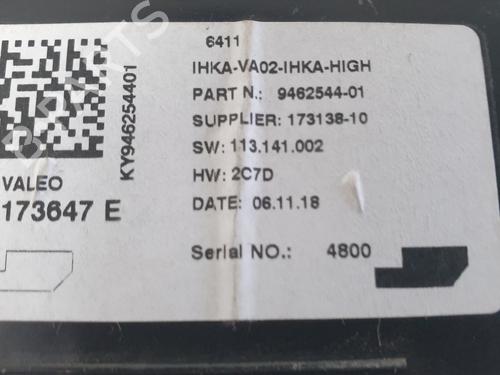 6411
IHKA-VA02-IHKA-HIGH
PART N.: 9462544-01
SUPPLIER: 173138-10
SW: 113.141.002
HW: 2C7D
DATE: 06.11.18
Serial NO.: 4800
KY946254401
VALEO
173647 E